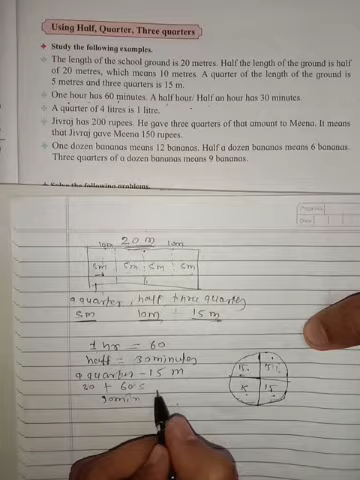 Using Half, Quarter, Three quarters
Study the following examples.
The length of the school ground is 20 metres. Half the length of the ground is half
of 20 metres, which means 10 metres. A quarter of the length of the ground is
5 metres and three quarters is 15 m.
One hour has 60 minutes. A half hour/ Half an hour has 30 minutes.
A quarter of 4 litres is 1 litre.
Jivraj has 200 rupees. He gave three quarters of that amount to Meena. It means
that Jivraj gave Meena 150 rupees.
One dozen bananas means 12 bananas. Half a dozen bananas means 6 bananas.
Three quarters of a dozen bananas means 9 bananas.
Solve the following problems.
10m 20 m 10m
5m 5m 5m 5m
a quarter, half three quarter
5m 10m 15 m
1 hr = 60
half = 30 minutes
a quarter - 15 m
30 + 60s
15 15
15 15